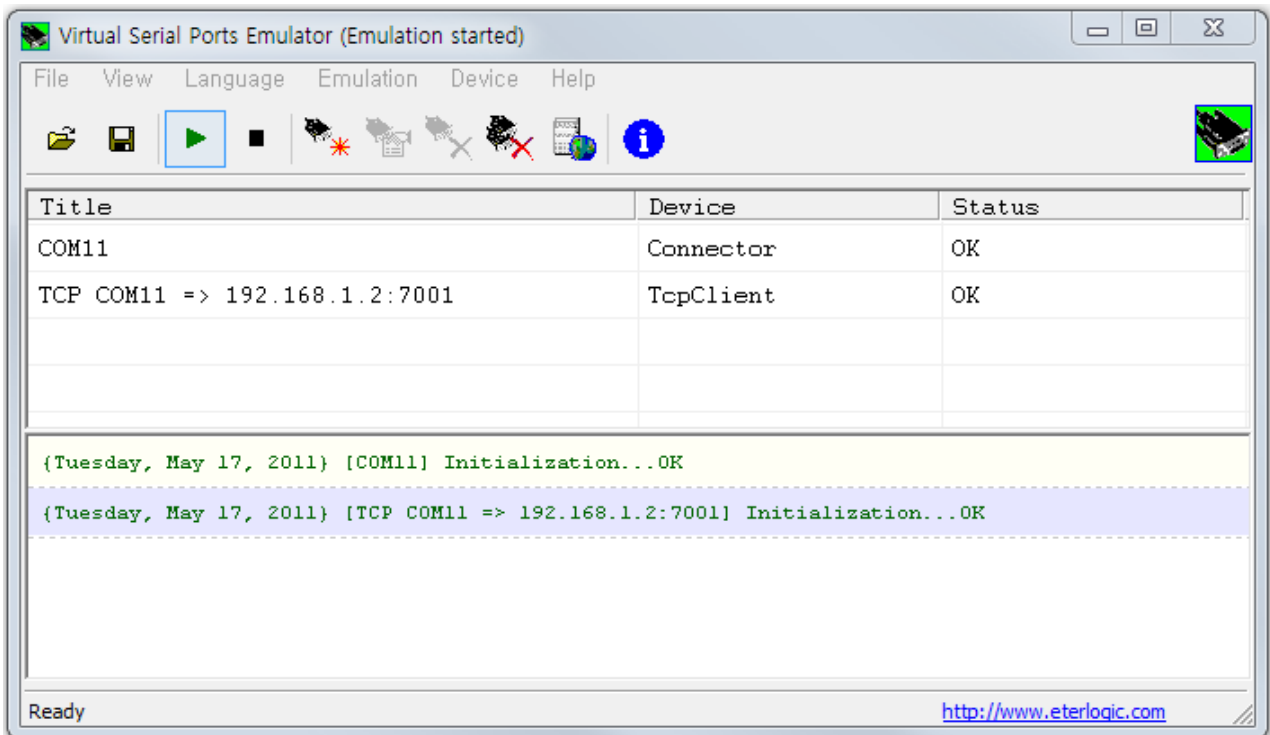 Virtual Serial Ports Emulator (Emulation started)
File View Language Emulation Device Help
Title Device Status
COM11 Connector OK
TCP COM11 => 192.168.1.2:7001 TcpClient OK
{Tuesday, May 17, 2011} [COM11] Initialization...OK
{Tuesday, May 17, 2011} [TCP COM11 => 192.168.1.2:7001] Initialization...OK
Ready http://www.eterlogic.com